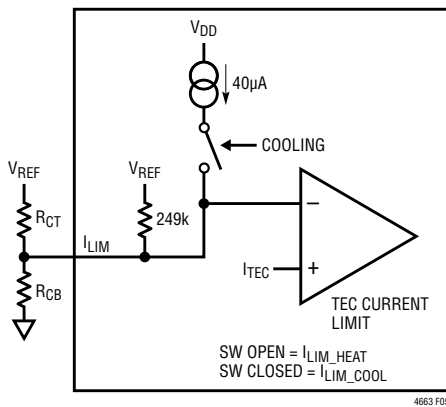 VDD
40µA
COOLING
VREF
VREF
RCT
249k
ILIM
RCB
−
+
ITEC
TEC CURRENT
LIMIT
SW OPEN = ILIM_HEAT
SW CLOSED = ILIM_COOL
4663 F05